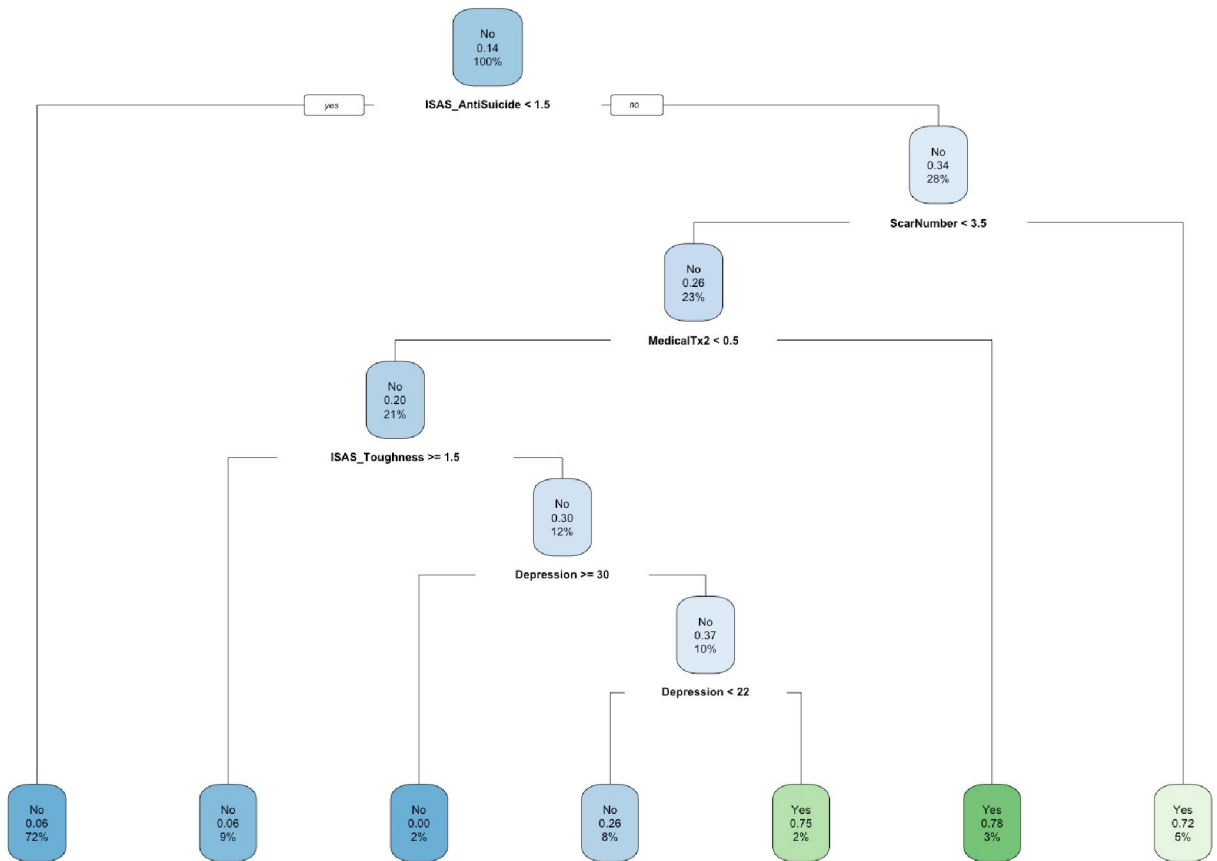 No
0.14
100%
yes
ISAS_AntiSuicide < 1.5
no
No
0.34
28%
ScarNumber < 3.5
No
0.26
23%
MedicalTx2 < 0.5
No
0.20
21%
ISAS_Toughness >= 1.5
No
0.30
12%
Depression >= 30
No
0.37
10%
Depression < 22
No
0.06
72%
No
0.06
9%
No
0.00
2%
No
0.26
8%
Yes
0.75
2%
Yes
0.78
3%
Yes
0.72
5%